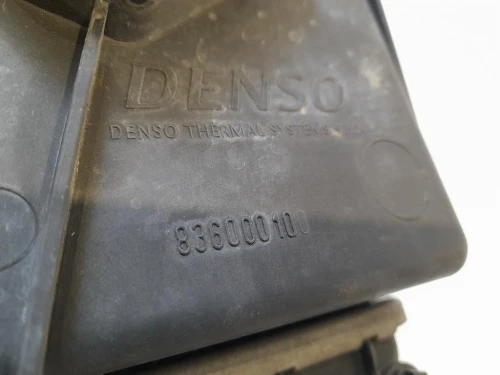 DENSO
DENSO THERMAL SYSTEMS
836000100